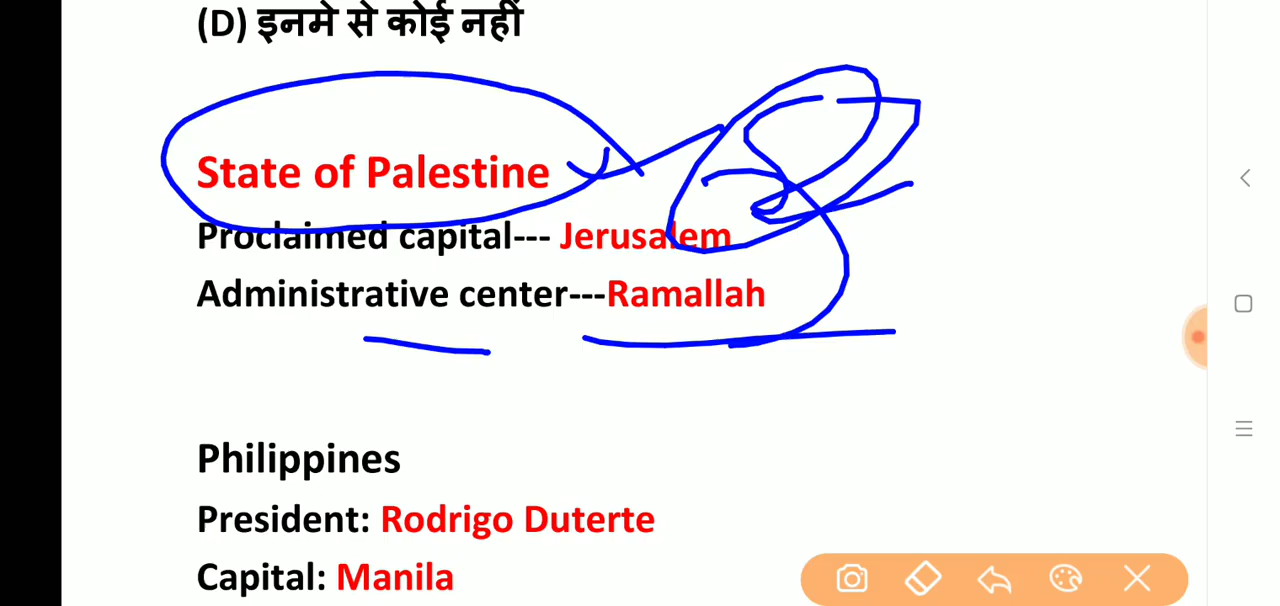 (D) इनमे से कोई नहीं
State of Palestine
Proclaimed capital--- Jerusalem
Administrative center---Ramallah
Philippines
President: Rodrigo Duterte
Capital: Manila